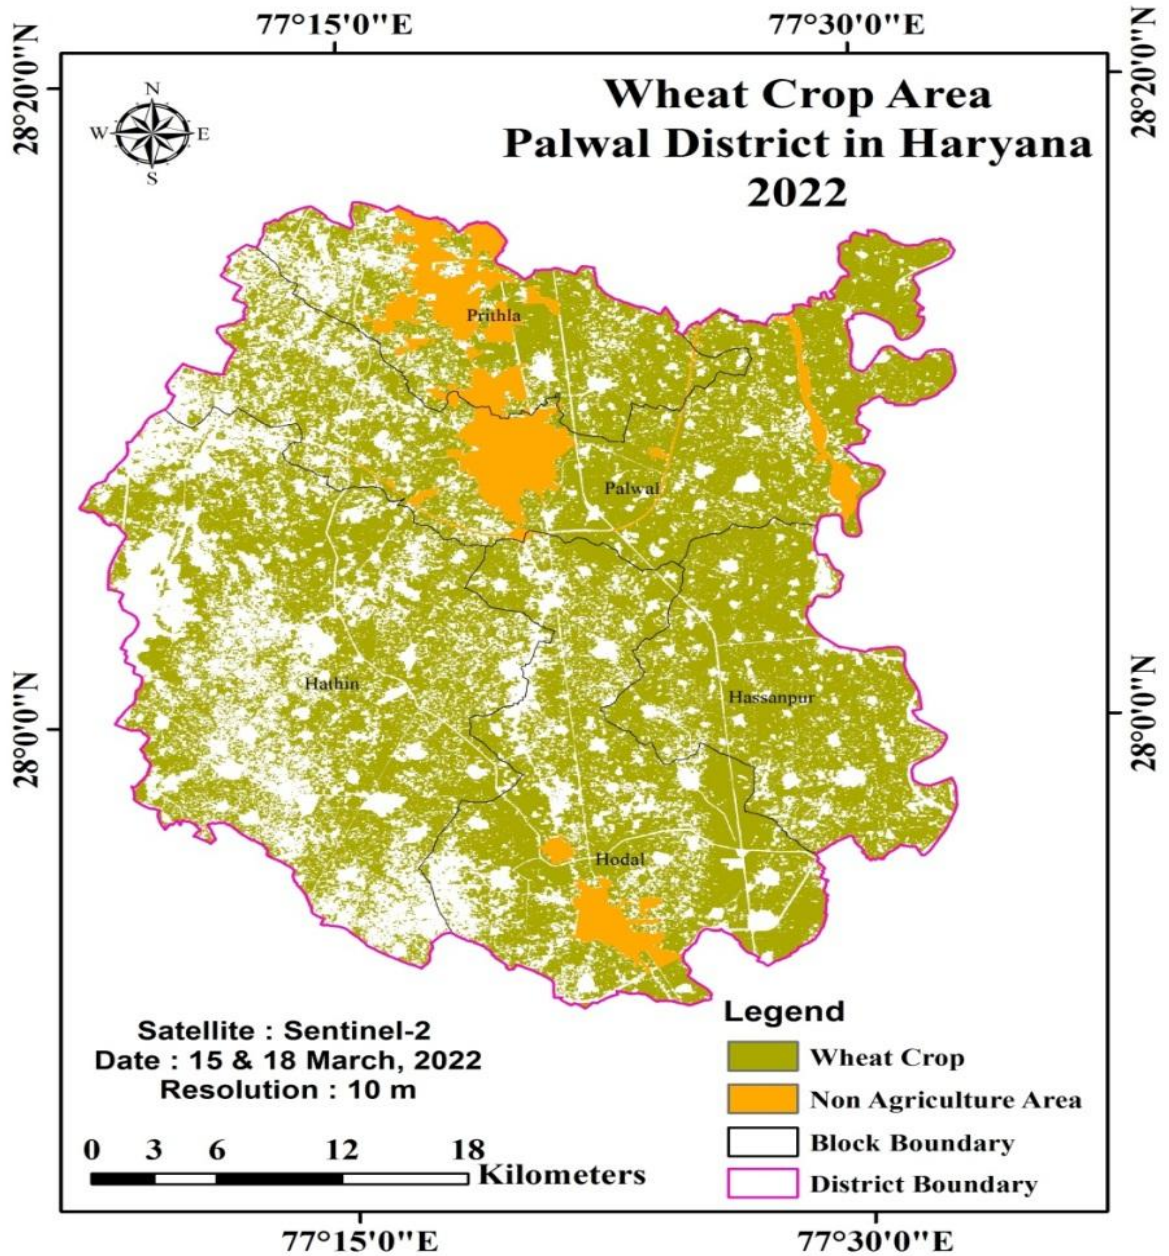 77°15'0"E
77°30'0"E
28°20'0"N
28°20'0"N
N
W
E
S
Wheat Crop Area
Palwal District in Haryana
2022
Prithla
Palwal
Hathin
Hassanpur
Hodal
28°0'0"N
28°0'0"N
Satellite : Sentinel-2
Date : 15 & 18 March, 2022
Resolution : 10 m
0 3 6 12 18
Kilometers
Legend
Wheat Crop
Non Agriculture Area
Block Boundary
District Boundary
77°15'0"E
77°30'0"E